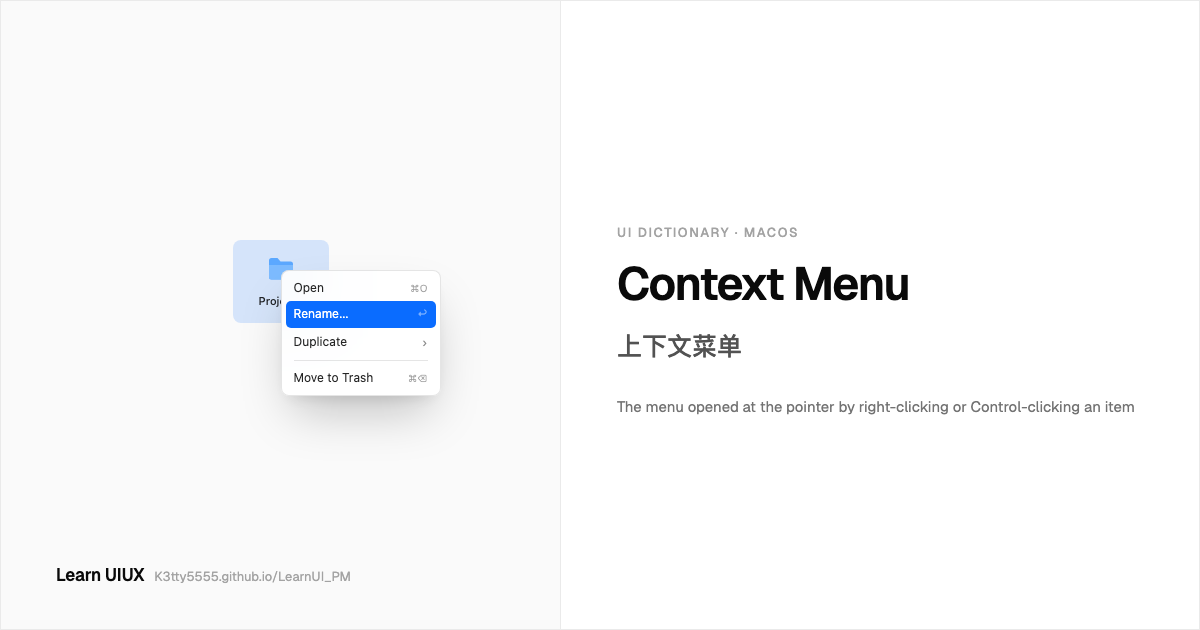 Proj
Open ⌘O
Rename... ↩
Duplicate ›
Move to Trash ⌘⌫
Learn UIUX K3tty5555.github.io/LearnUI_PM
UI DICTIONARY · MACOS
Context Menu
上下文菜单
The menu opened at the pointer by right-clicking or Control-clicking an item